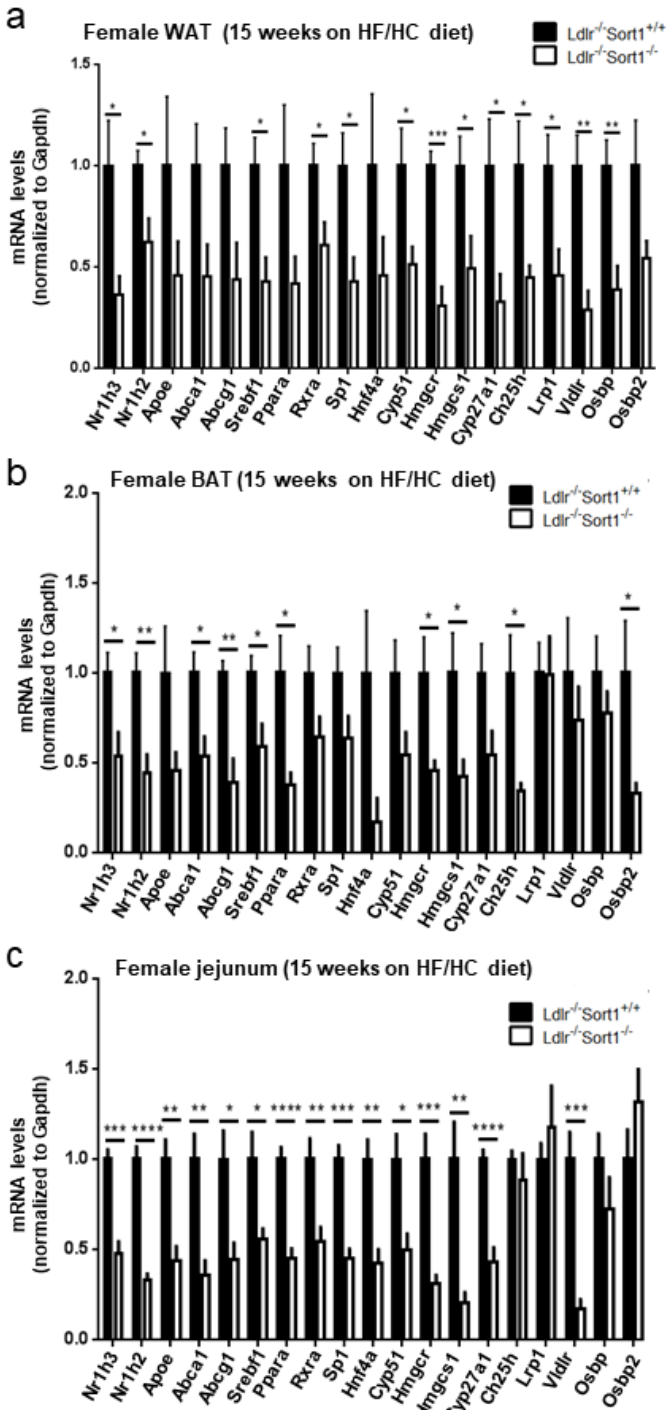 a
Female WAT (15 weeks on HF/HC diet)
Ldlr-/-Sort1+/+
Ldlr-/-Sort1-/-
mRNA levels
(normalized to Gapdh)
1.5
1.0
0.5
0.0
* * * * * * *** * * * * ** **
Nr1h3 Nr1h2 Apoe Abca1 Abcg1 Srebf1 Ppara Rxra Sp1 Hnf4a Cyp51 Hmgcr Hmgcs1 Cyp27a1 Ch25h Lrp1 Vldlr Osbp Osbp2
b
Female BAT (15 weeks on HF/HC diet)
Ldlr-/-Sort1+/+
Ldlr-/-Sort1-/-
mRNA levels
(normalized to Gapdh)
2.0
1.5
1.0
0.5
0.0
* ** * ** * * * * * *
Nr1h3 Nr1h2 Apoe Abca1 Abcg1 Srebf1 Ppara Rxra Sp1 Hnf4a Cyp51 Hmgcr Hmgcs1 Cyp27a1 Ch25h Lrp1 Vldlr Osbp Osbp2
c
Female jejunum (15 weeks on HF/HC diet)
Ldlr-/-Sort1+/+
Ldlr-/-Sort1-/-
mRNA levels
(normalized to Gapdh)
2.0
1.5
1.0
0.5
0.0
*** **** ** ** * * **** ** *** ** * *** ** **** ***
Nr1h3 Nr1h2 Apoe Abca1 Abcg1 Srebf1 Ppara Rxra Sp1 Hnf4a Cyp51 Hmgcr Hmgcs1 Cyp27a1 Ch25h Lrp1 Vldlr Osbp Osbp2